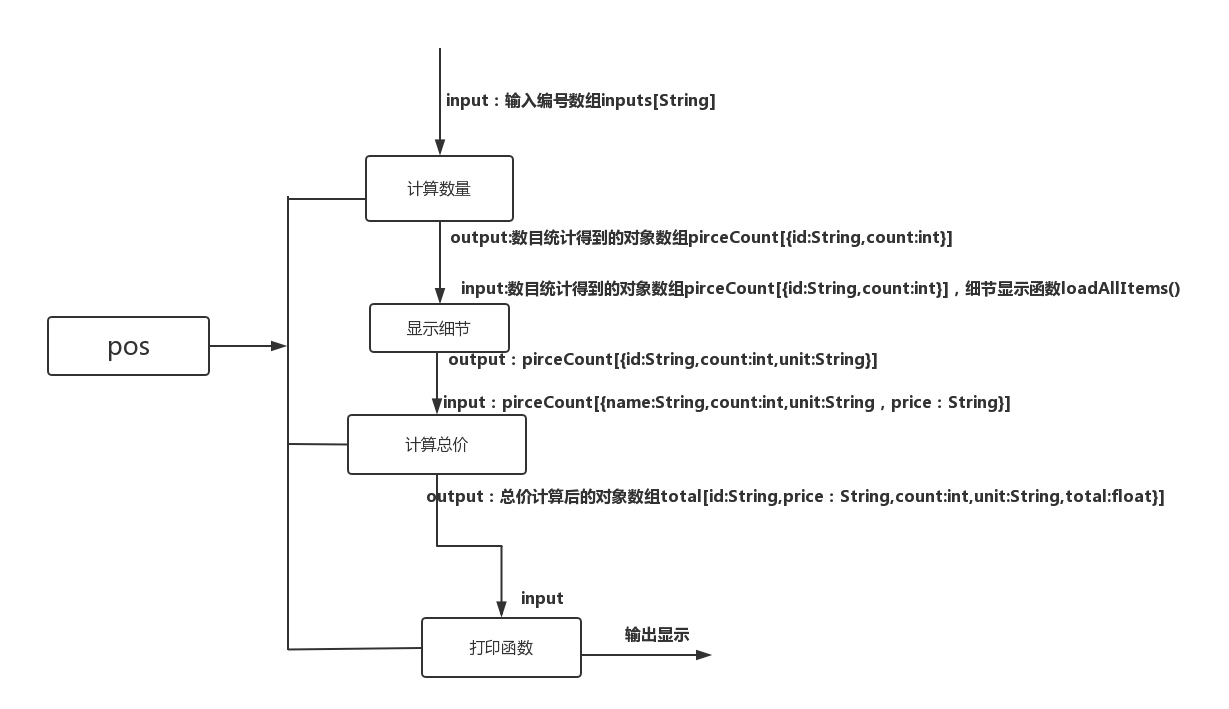 input：输入编号数组inputs[String]
计算数量
output:数目统计得到的对象数组pirceCount[{id:String,count:int}]
input:数目统计得到的对象数组pirceCount[{id:String,count:int}]，细节显示函数loadAllItems()
显示细节
pos
output：pirceCount[{id:String,count:int,unit:String}]
input：pirceCount[{name:String,count:int,unit:String，price：String}]
计算总价
output：总价计算后的对象数组total[id:String,price：String,count:int,unit:String,total:float}]
input
输出显示
打印函数